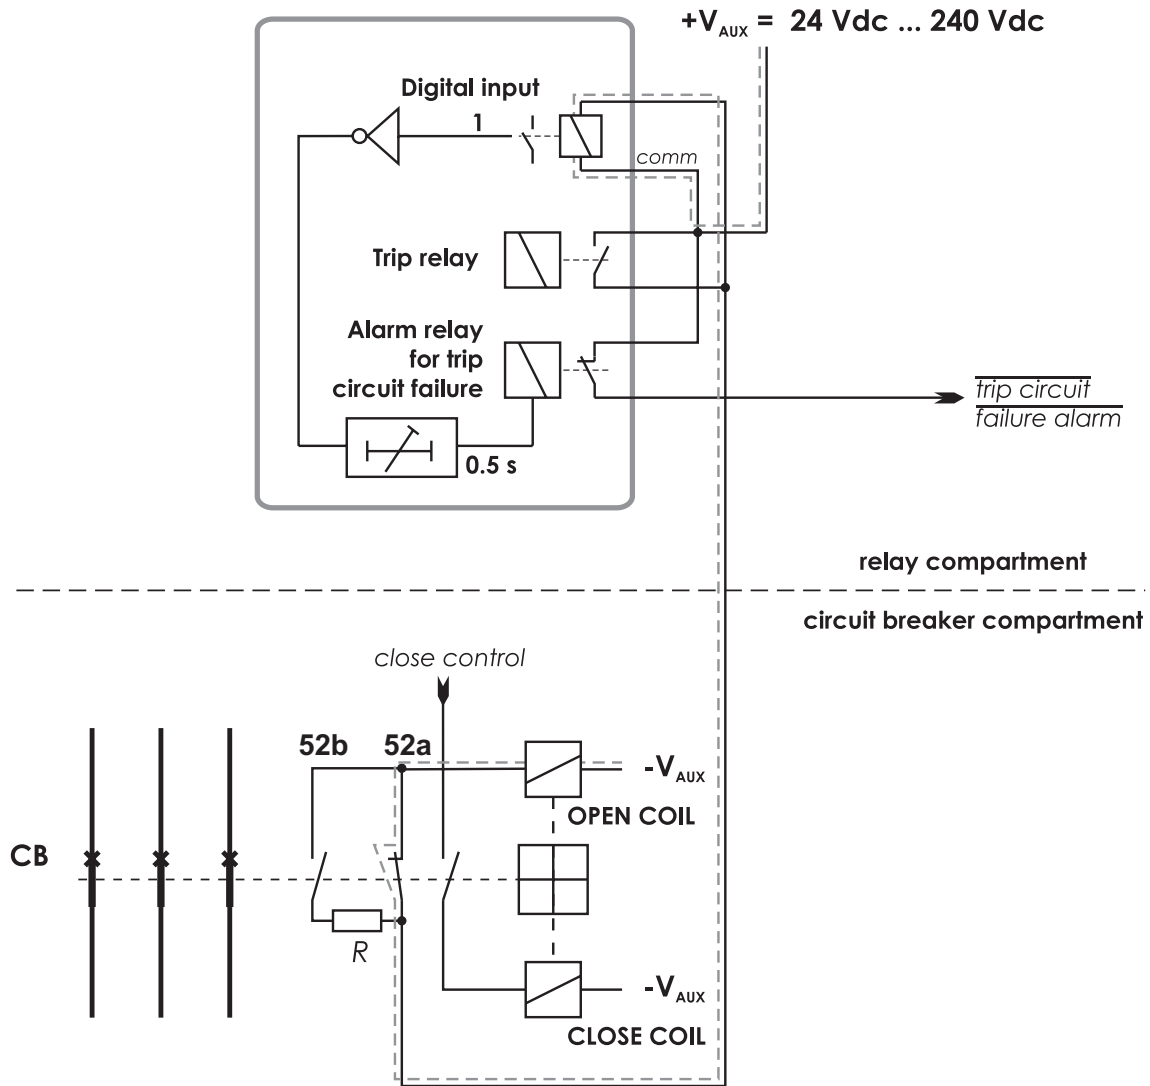 +VAUX = 24 Vdc ... 240 Vdc
Digital input
1
comm
Trip relay
Alarm relay
for trip
circuit failure
trip circuit
failure alarm
0.5 s
relay compartment
circuit breaker compartment
close control
52b 52a
-VAUX
OPEN COIL
CB
R
-VAUX
CLOSE COIL